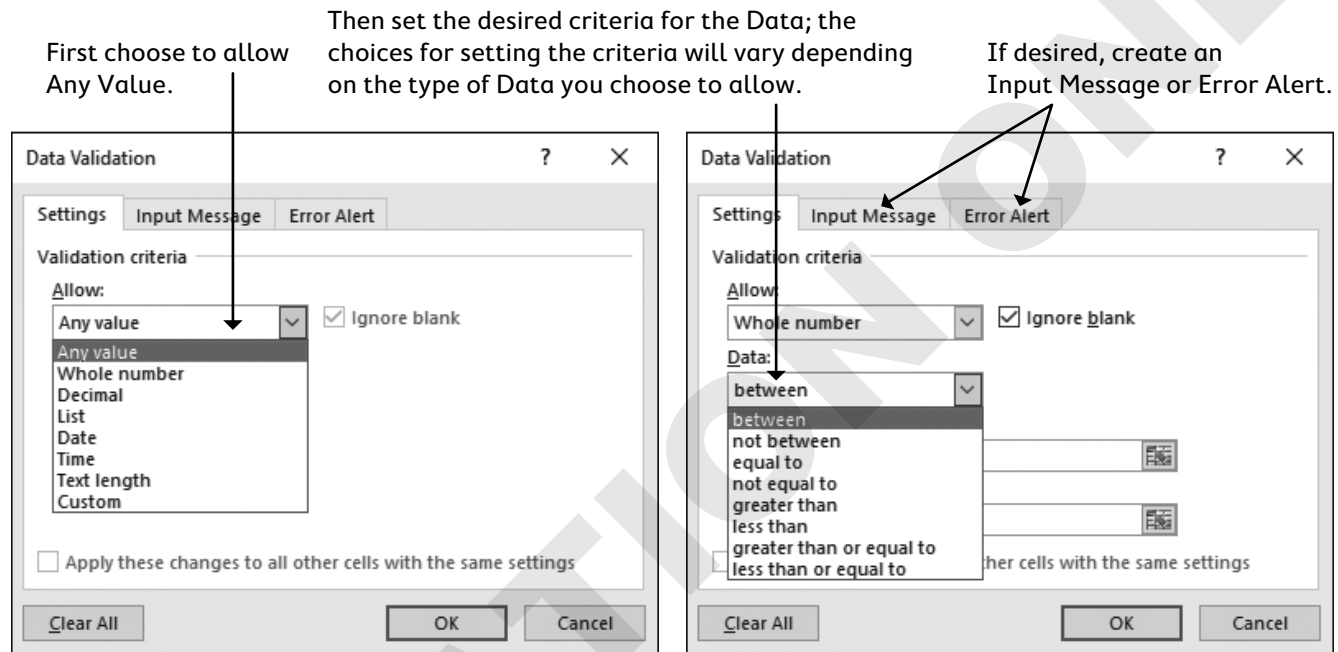 First choose to allow
Any Value.
Then set the desired criteria for the Data; the
choices for setting the criteria will vary depending
on the type of Data you choose to allow.
If desired, create an
Input Message or Error Alert.
Data Validation ? X
Settings Input Message Error Alert
Validation criteria
Allow:
Any value Ignore blank
Any value
Whole number
Decimal
List
Date
Time
Text length
Custom
Apply these changes to all other cells with the same settings
Clear All OK Cancel
Data Validation ? X
Settings Input Message Error Alert
Validation criteria
Allow:
Whole number Ignore blank
Data:
between
between
not between
equal to
not equal to
greater than
less than
greater than or equal to
less than or equal to
her cells with the same settings
Clear All OK Cancel